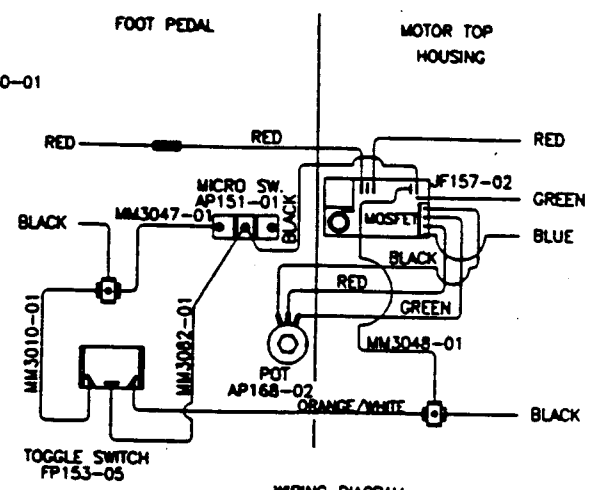 FOOT PEDAL
MOTOR TOP
HOUSING
0-01
RED
RED
RED
MICRO SW.
AP151-01
JF157-02
GREEN
BLACK
MM3047-01
BLACK
MOSFET
BLUE
BLACK
RED
GREEN
MM3010-01
MM3082-01
MM3048-01
POT
AP168-02
ORANGE/WHITE
BLACK
TOGGLE SWITCH
FP153-05
WIRING DIAGRAM